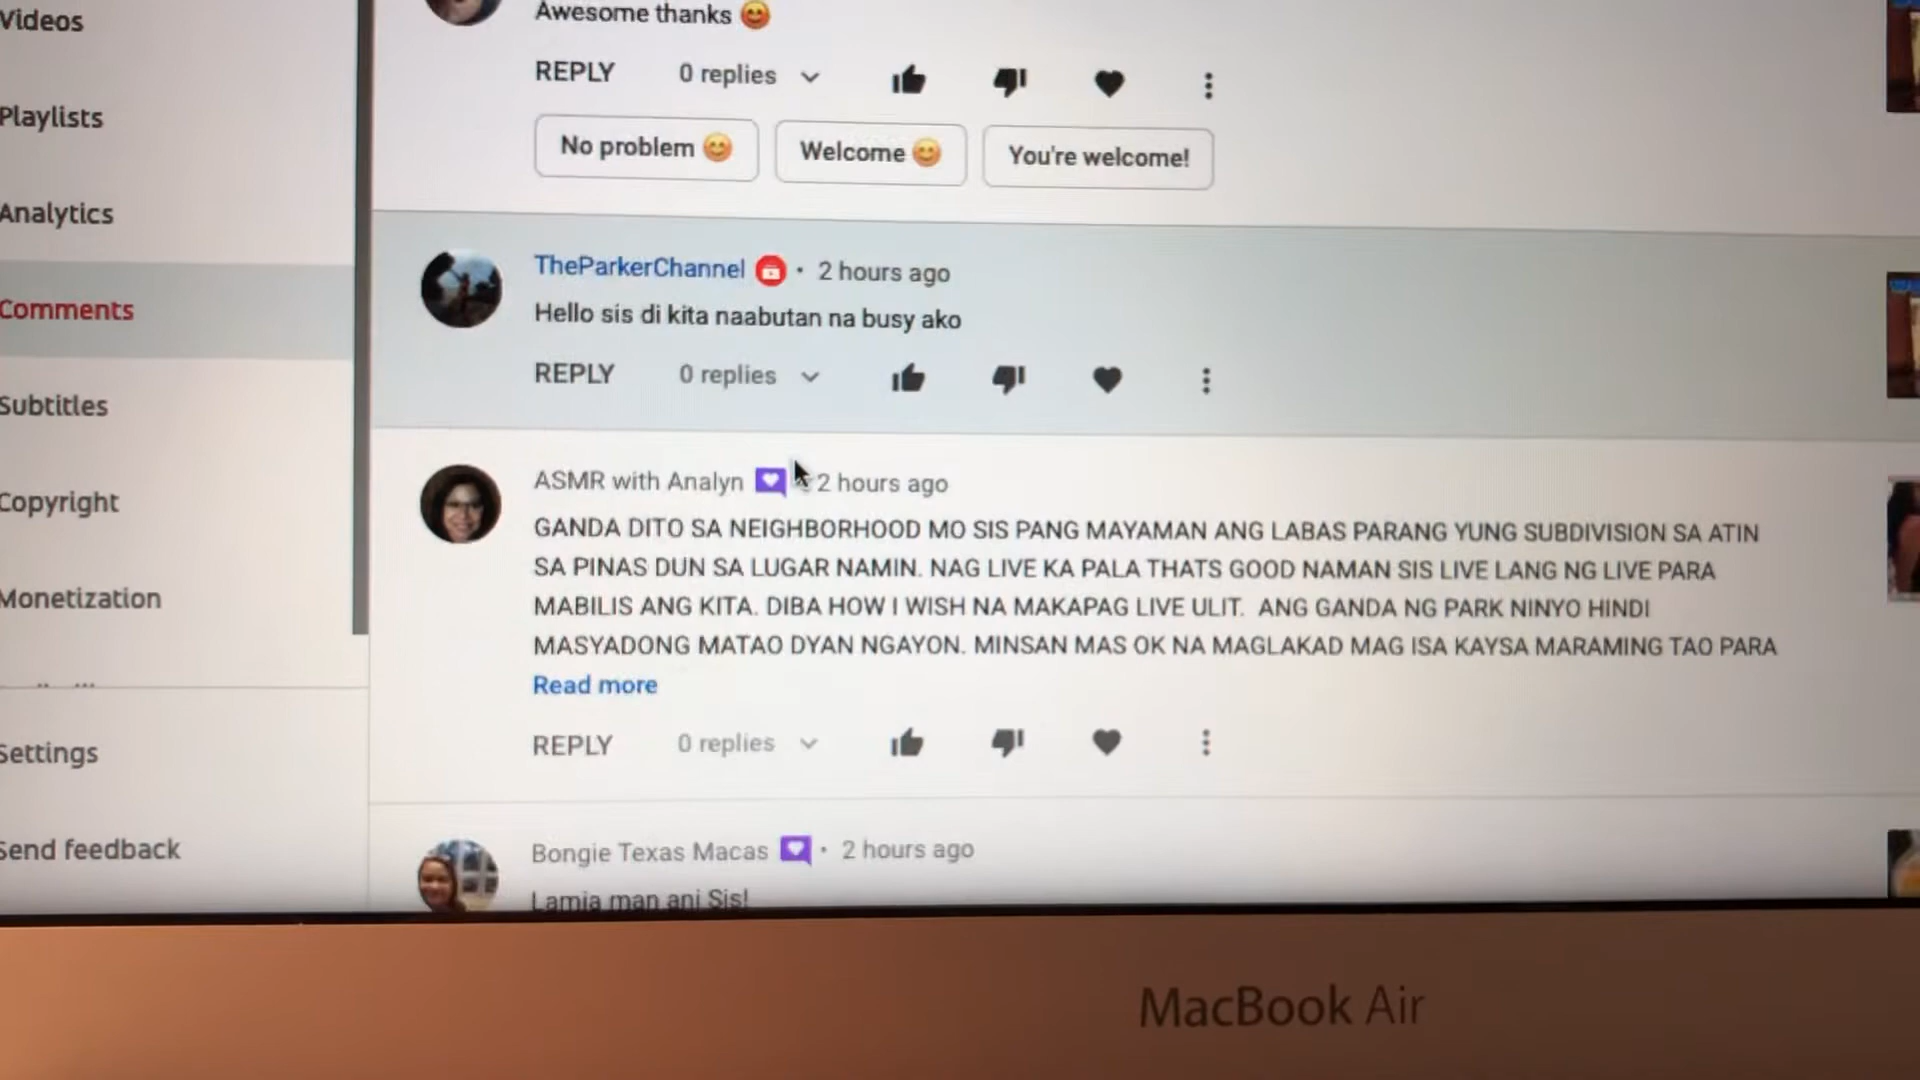 Videos
Playlists
Analytics
Comments
Subtitles
Copyright
Monetization
Settings
Send feedback
Awesome thanks 😊
REPLY 0 replies
No problem 😊 Welcome 😊 You're welcome!
TheParkerChannel • 2 hours ago
Hello sis di kita naabutan na busy ako
REPLY 0 replies
ASMR with Analyn 2 hours ago
GANDA DITO SA NEIGHBORHOOD MO SIS PANG MAYAMAN ANG LABAS PARANG YUNG SUBDIVISION SA ATIN
SA PINAS DUN SA LUGAR NAMIN. NAG LIVE KA PALA THATS GOOD NAMAN SIS LIVE LANG NG LIVE PARA
MABILIS ANG KITA. DIBA HOW I WISH NA MAKAPAG LIVE ULIT. ANG GANDA NG PARK NINYO HINDI
MASYADONG MATAO DYAN NGAYON. MINSAN MAS OK NA MAGLAKAD MAG ISA KAYSA MARAMING TAO PARA
Read more
REPLY 0 replies
Bongie Texas Macas • 2 hours ago
Lamia man ani Sis!
MacBook Air